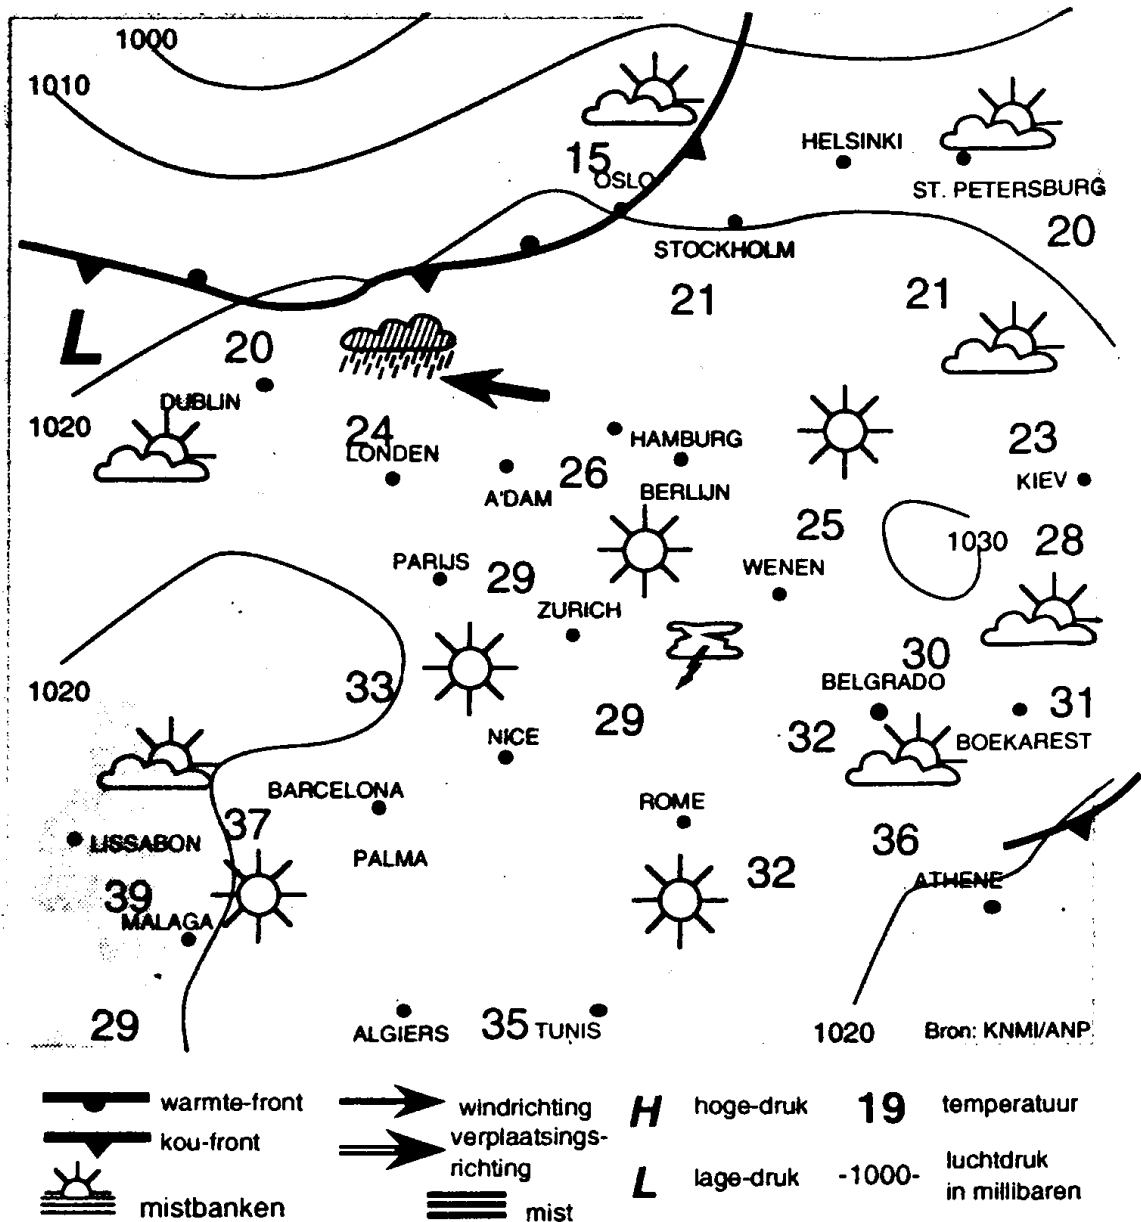 1000
1010
HELSINKI
15
OSLO
ST. PETERSBURG
20
STOCKHOLM
21
21
L
20
DUBLIN
1020
24
LONDEN
HAMBURG
23
26
A'DAM
BERLIJN
KIEV
25
1030
28
PARIJS
29
WENEN
ZURICH
30
33
BELGRADO
1020
29
31
NICE
32
BOEKAREST
BARCELONA
ROME
37
LISSABON
PALMA
36
32
39
ATHENE
MALAGA
29
ALGIERS
35
TUNIS
1020
Bron: KNMI/ANP
warmte-front
windrichting
H
hoge-druk
19
temperatuur
kou-front
verplaatsings-
richting
L
lage-druk
-1000-
luchtdruk
in millibaren
mistbanken
mist